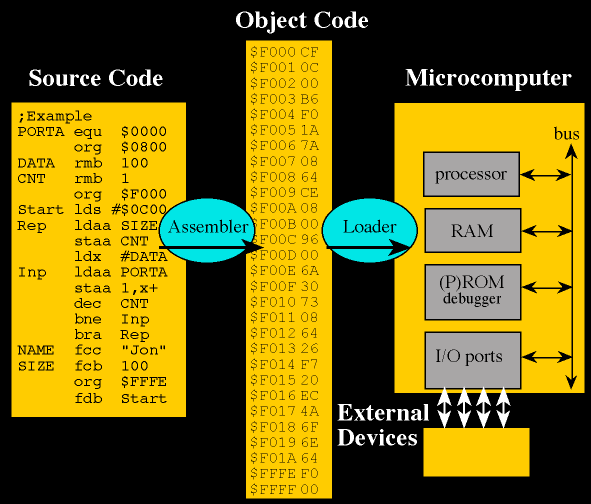 Object Code
Source Code
Microcomputer
;Example
PORTA equ $0000
org $0800
DATA rmb 100
CNT rmb 1
org $F000
Start lds #$0C00
Rep ldaa SIZE
staa CNT
ldx #DATA
Inp ldaa PORTA
staa 1,x+
dec CNT
bne Inp
bra Rep
NAME fcc "Jon"
SIZE fcb 100
org $FFFE
fdb Start
Assembler
$F000 CF
$F001 0C
$F002 00
$F003 B6
$F004 F0
$F005 1A
$F006 7A
$F007 08
$F008 64
$F009 CE
$F00A 08
$F00B 00
$F00C 96
$F00D 00
$F00E 6A
$F00F 30
$F010 73
$F011 08
$F012 64
$F013 26
$F014 F7
$F015 20
$F016 EC
$F017 4A
$F018 6F
$F019 6E
$F01A 64
$FFFE F0
$FFFF 00
Loader
bus
processor
RAM
(P)ROM
debugger
I/O ports
External
Devices